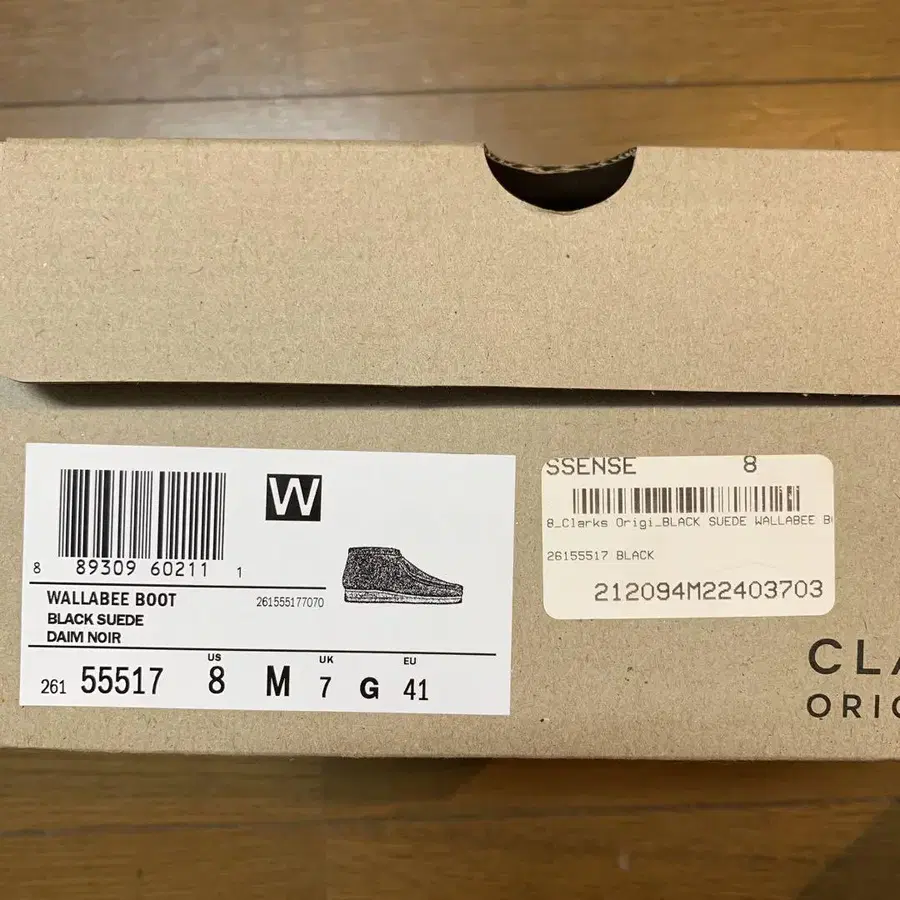 W
8 89309 60211 1
WALLABEE BOOT 261555177070
BLACK SUEDE
DAIM NOIR
US UK EU
261 55517 8 M 7 G 41
SSENSE 8
8_Clarks Origi_BLACK SUEDE WALLABEE B
26155517 BLACK
212094M22403703
CLA
ORIG